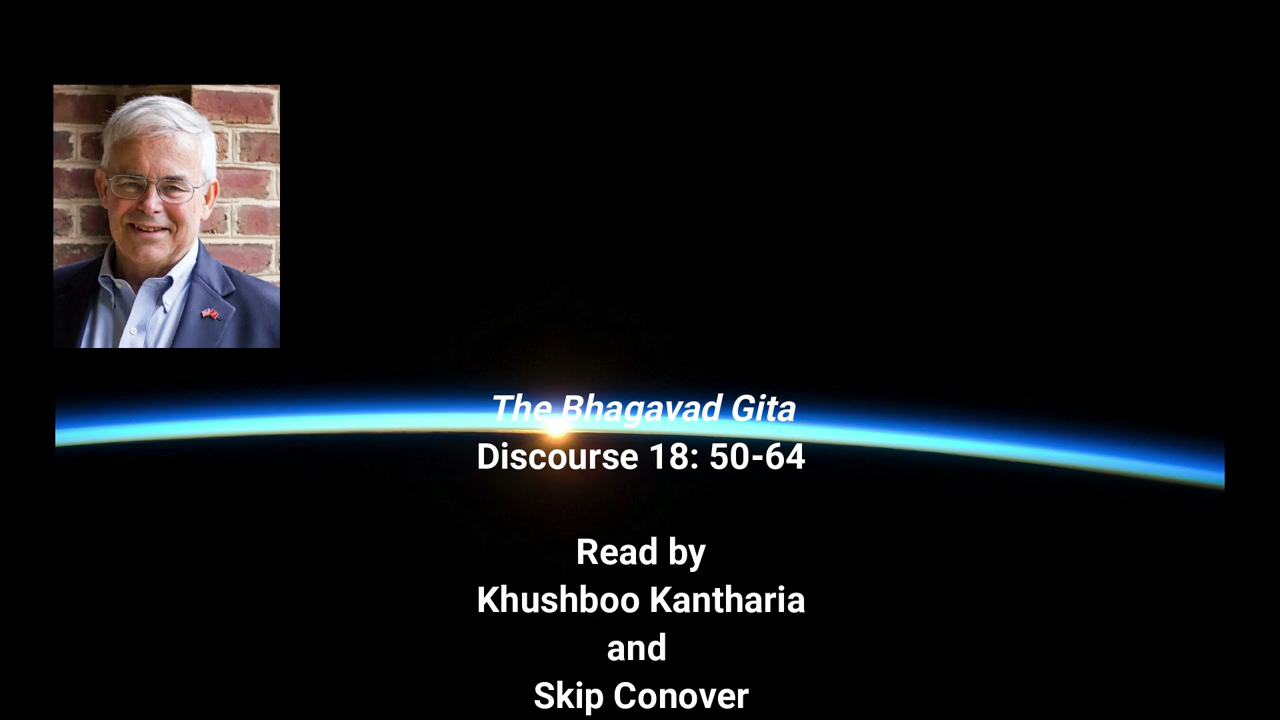 The Bhagavad Gita
Discourse 18: 50-64
Read by
Khushboo Kantharia
and
Skip Conover